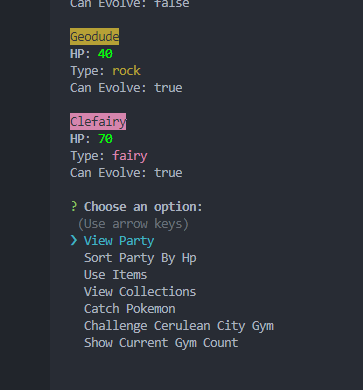 Can Evolve: false
Geodude
HP: 40
Type: rock
Can Evolve: true
Clefairy
HP: 70
Type: fairy
Can Evolve: true
? Choose an option:
(Use arrow keys)
❯ View Party
Sort Party By Hp
Use Items
View Collections
Catch Pokemon
Challenge Cerulean City Gym
Show Current Gym Count